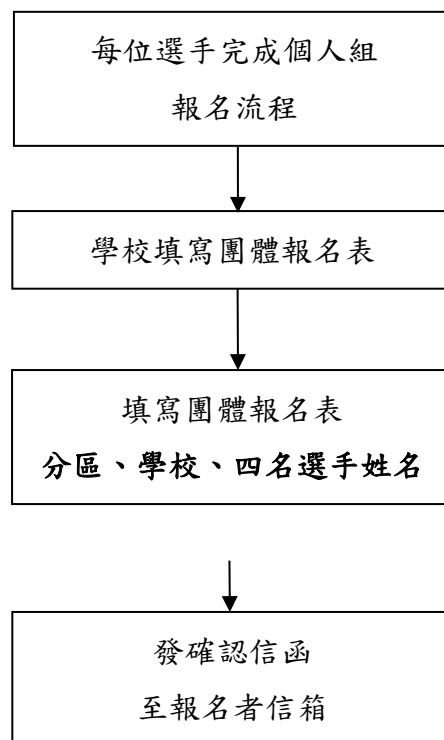 每位選手完成個人組
報名流程
學校填寫團體報名表
填寫團體報名表
分區、學校、四名選手姓名
發確認信函
至報名者信箱